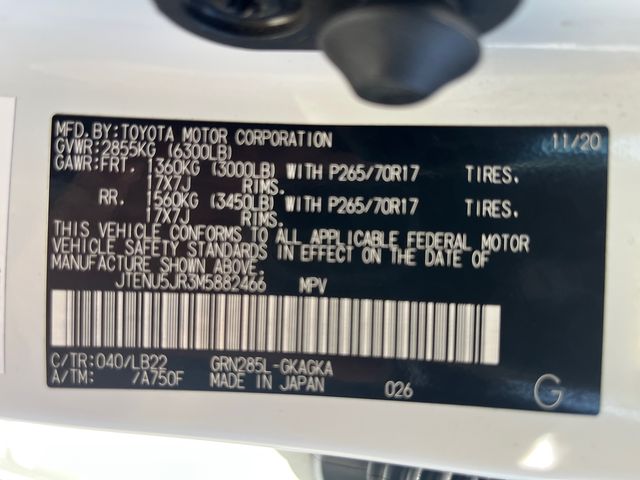 MFD.BY:TOYOTA MOTOR CORPORATION 11/20
GVWR:2855KG (6300LB)
GAWR:FRT. 1360KG (3000LB) WITH P265/70R17 TIRES.
17X7J RIMS.
RR. 1560KG (3450LB) WITH P265/70R17 TIRES.
17X7J RIMS.
THIS VEHICLE CONFORMS TO ALL APPLICABLE FEDERAL MOTOR
VEHICLE SAFETY STANDARDS IN EFFECT ON THE DATE OF
MANUFACTURE SHOWN ABOVE.
JTENU5JR3M5882466 MPV
C/TR:040/LB22 GRN285L-GKAGKA
A/TM: /A750F MADE IN JAPAN 026 G